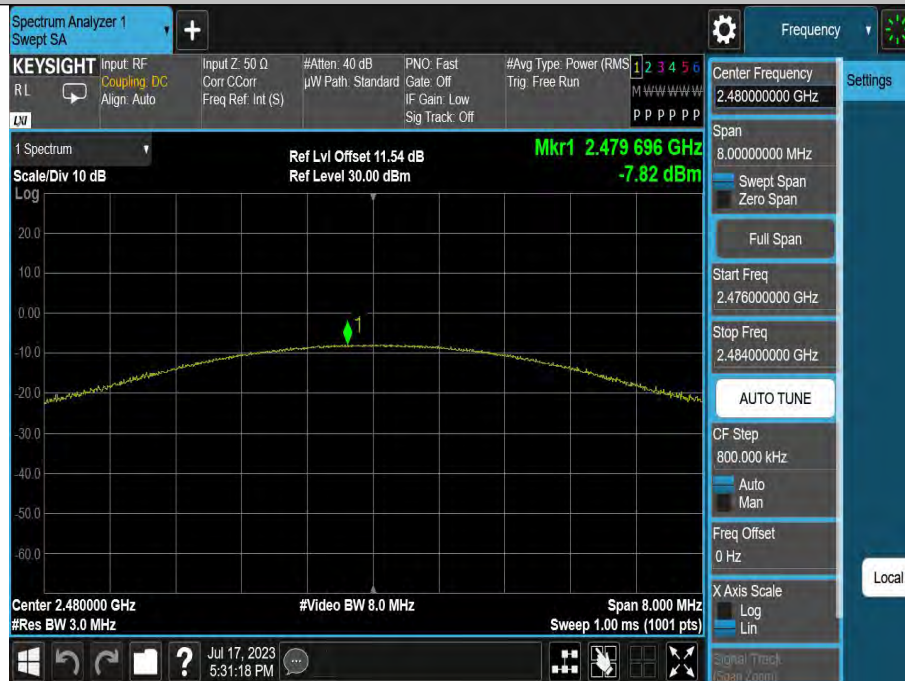 Spectrum Analyzer 1
Swept SA
+
Frequency
KEYSIGHT
RL
LXI
Input: RF
Coupling: DC
Align: Auto
Input Z: 50 Ω
Corr CCorr
Freq Ref: Int (S)
#Atten: 40 dB
µW Path: Standard
PNO: Fast
Gate: Off
IF Gain: Low
Sig Track: Off
#Avg Type: Power (RMS
Trig: Free Run
1 2 3 4 5 6
M W W W W W
P P P P P P
1 Spectrum
Scale/Div 10 dB
Log
Ref Lvl Offset 11.54 dB
Ref Level 30.00 dBm
Mkr1 2.479 696 GHz
-7.82 dBm
20.0
10.0
0.00
-10.0
-20.0
-30.0
-40.0
-50.0
-60.0
1
Center 2.480000 GHz
#Res BW 3.0 MHz
#Video BW 8.0 MHz
Span 8.000 MHz
Sweep 1.00 ms (1001 pts)
Center Frequency
2.480000000 GHz
Settings
Span
8.00000000 MHz
Swept Span
Zero Span
Full Span
Start Freq
2.476000000 GHz
Stop Freq
2.484000000 GHz
AUTO TUNE
CF Step
800.000 kHz
Auto
Man
Freq Offset
0 Hz
Local
X Axis Scale
Log
Lin
Signal Track
(Span Zoom)
?
Jul 17, 2023
5:31:18 PM